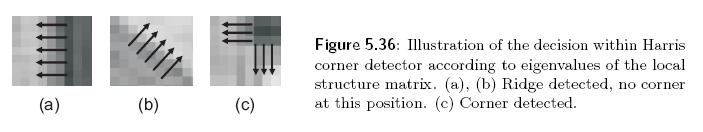 (a)
(b)
(c)
Figure 5.36: Illustration of the decision within Harris
corner detector according to eigenvalues of the local
structure matrix. (a), (b) Ridge detected, no corner
at this position. (c) Corner detected.